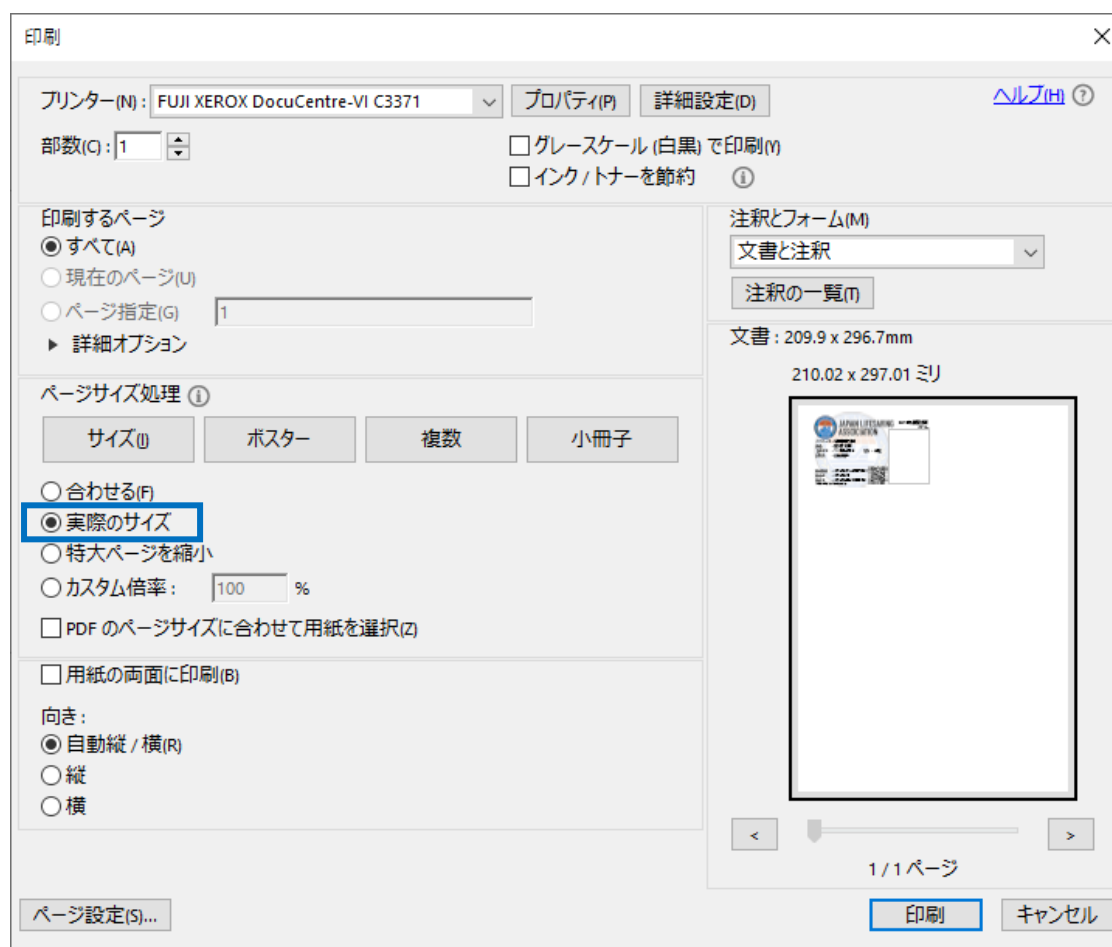 印刷
プリンター(N) : FUJI XEROX DocuCentre-VI C3371 プロパティ(P) 詳細設定(D) ヘルプ(H)
部数(C) : 1 グレースケール (白黒) で印刷(Y)
インク / トナーを節約
印刷するページ
すべて(A)
現在のページ(U)
ページ指定(G) 1
詳細オプション
注釈とフォーム(M)
文書と注釈
注釈の一覧(T)
ページサイズ処理
サイズ(I) ポスター 複数 小冊子
合わせる(F)
実際のサイズ
特大ページを縮小
カスタム倍率 : 100 %
PDF のページサイズに合わせて用紙を選択(Z)
用紙の両面に印刷(B)
向き :
自動縦 / 横(R)
縦
横
文書 : 209.9 x 296.7mm
210.02 x 297.01 ミリ
JAPAN LIFESAVING
ASSOCIATION
< >
1 / 1 ページ
ページ設定(S)... 印刷 キャンセル